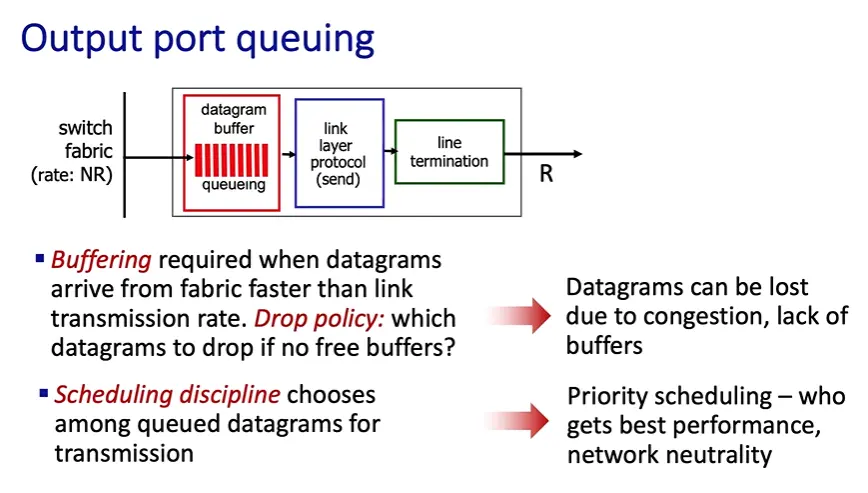 Output port queuing
switch
fabric
(rate: NR)
datagram
buffer
queueing
link
layer
protocol
(send)
line
termination
R
▪ Buffering required when datagrams
arrive from fabric faster than link
transmission rate. Drop policy: which
datagrams to drop if no free buffers?
Datagrams can be lost
due to congestion, lack of
buffers
▪ Scheduling discipline chooses
among queued datagrams for
transmission
Priority scheduling – who
gets best performance,
network neutrality